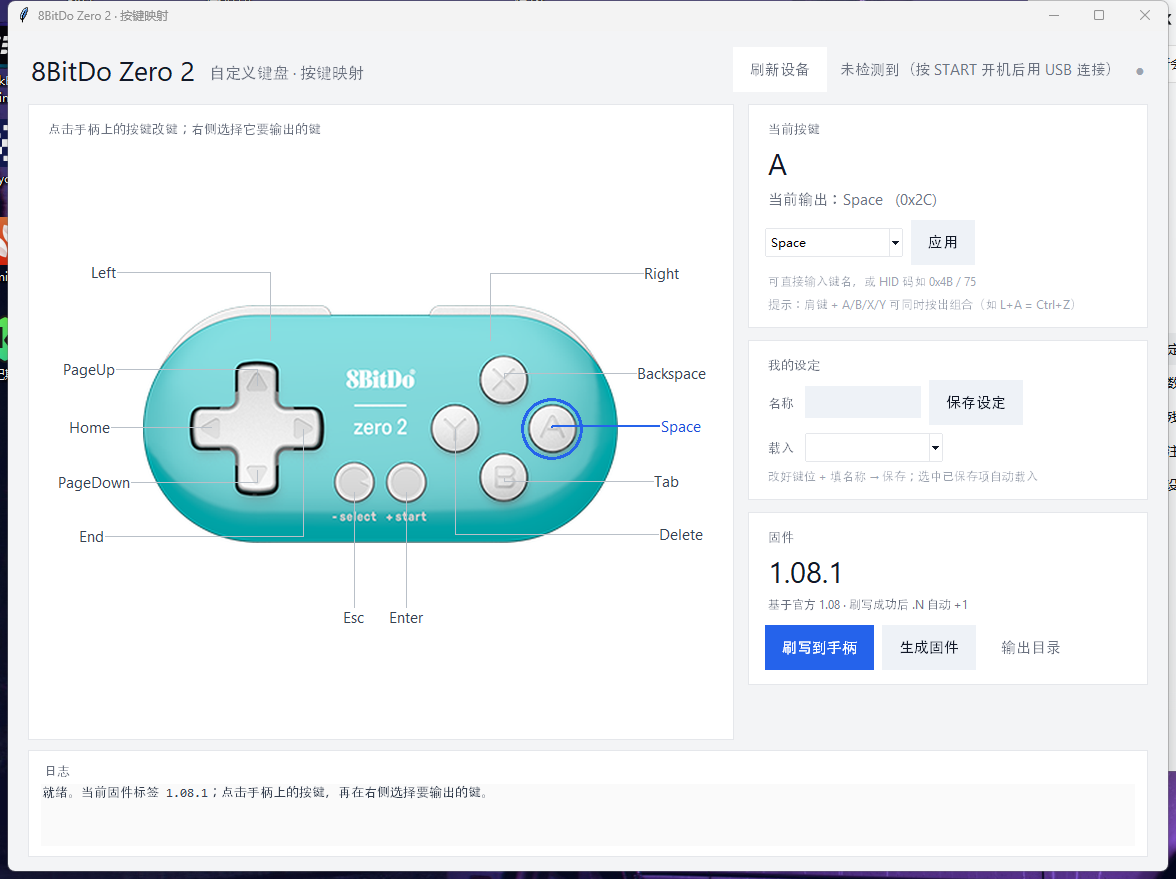 8BitDo Zero 2 · 按键映射
8BitDo Zero 2 自定义键盘 · 按键映射
刷新设备 未检测到（按 START 开机后用 USB 连接）
点击手柄上的按键改键；右侧选择它要输出的键
Left
Right
PageUp
Backspace
Home
Space
PageDown
Tab
End
Delete
Esc
Enter
8BitDo
zero 2
X
Y
A
B
- select + start
当前按键
A
当前输出：Space (0x2C)
Space 应用
可直接输入键名，或 HID 码如 0x4B / 75
提示：肩键 + A/B/X/Y 可同时按出组合（如 L+A = Ctrl+Z）
我的设定
名称 保存设定
载入
改好键位 + 填名称 → 保存；选中已保存项自动载入
固件
1.08.1
基于官方 1.08 · 刷写成功后 .N 自动 +1
刷写到手柄 生成固件 输出目录
日志
就绪。当前固件标签 1.08.1；点击手柄上的按键，再在右侧选择要输出的键。